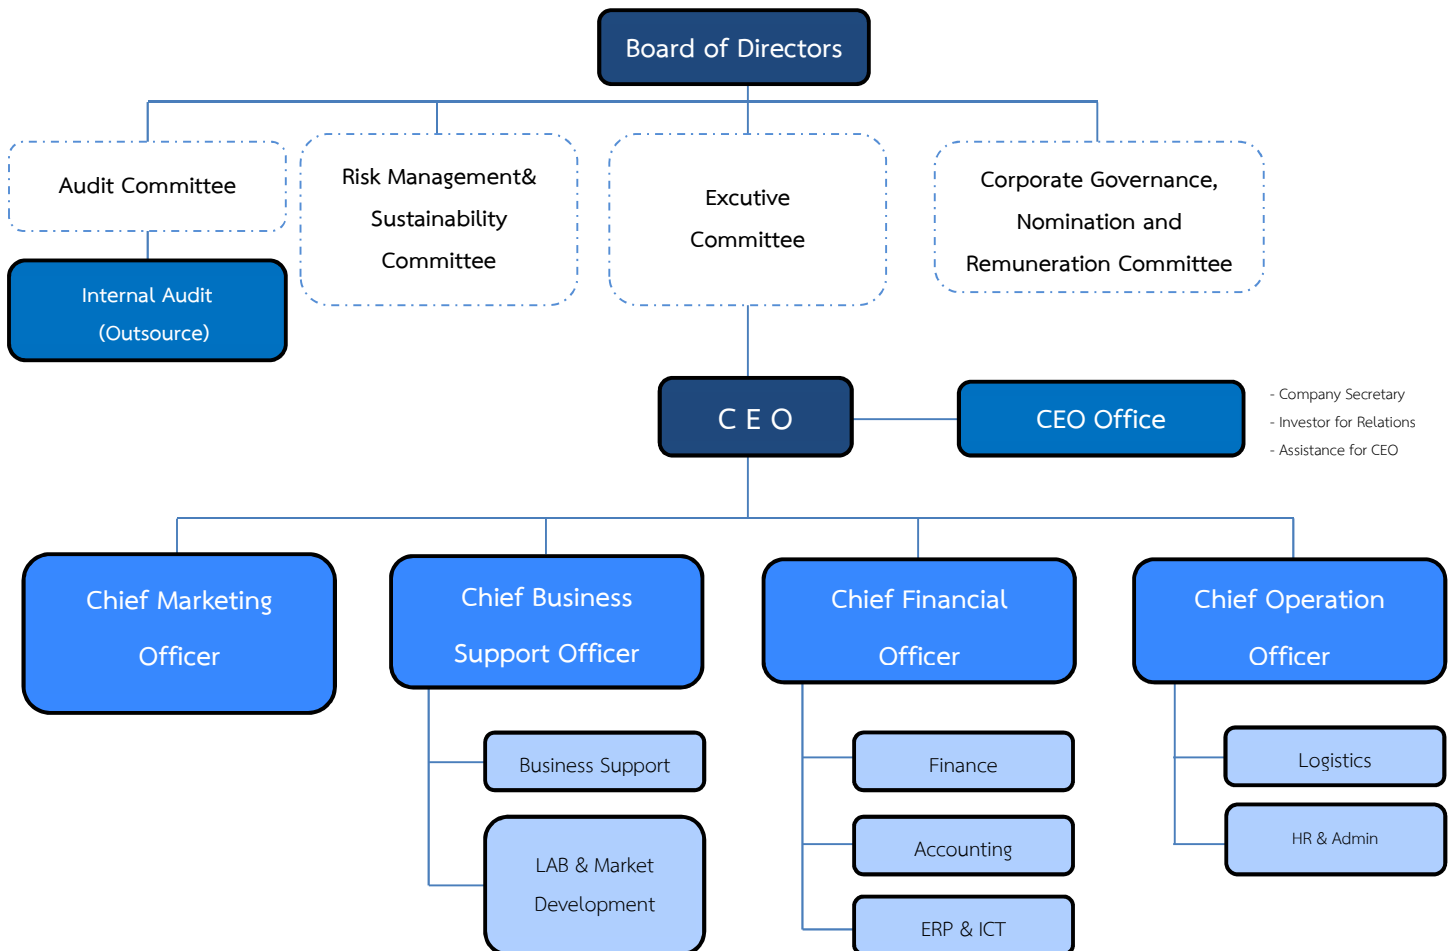 Board of Directors
Audit Committee
Risk Management&
Sustainability
Committee
Excutive
Committee
Corporate Governance,
Nomination and
Remuneration Committee
Internal Audit
(Outsource)
C E O
CEO Office
- Company Secretary
- Investor for Relations
- Assistance for CEO
Chief Marketing
Officer
Chief Business
Support Officer
Chief Financial
Officer
Chief Operation
Officer
Business Support
LAB & Market
Development
Finance
Accounting
ERP & ICT
Logistics
HR & Admin